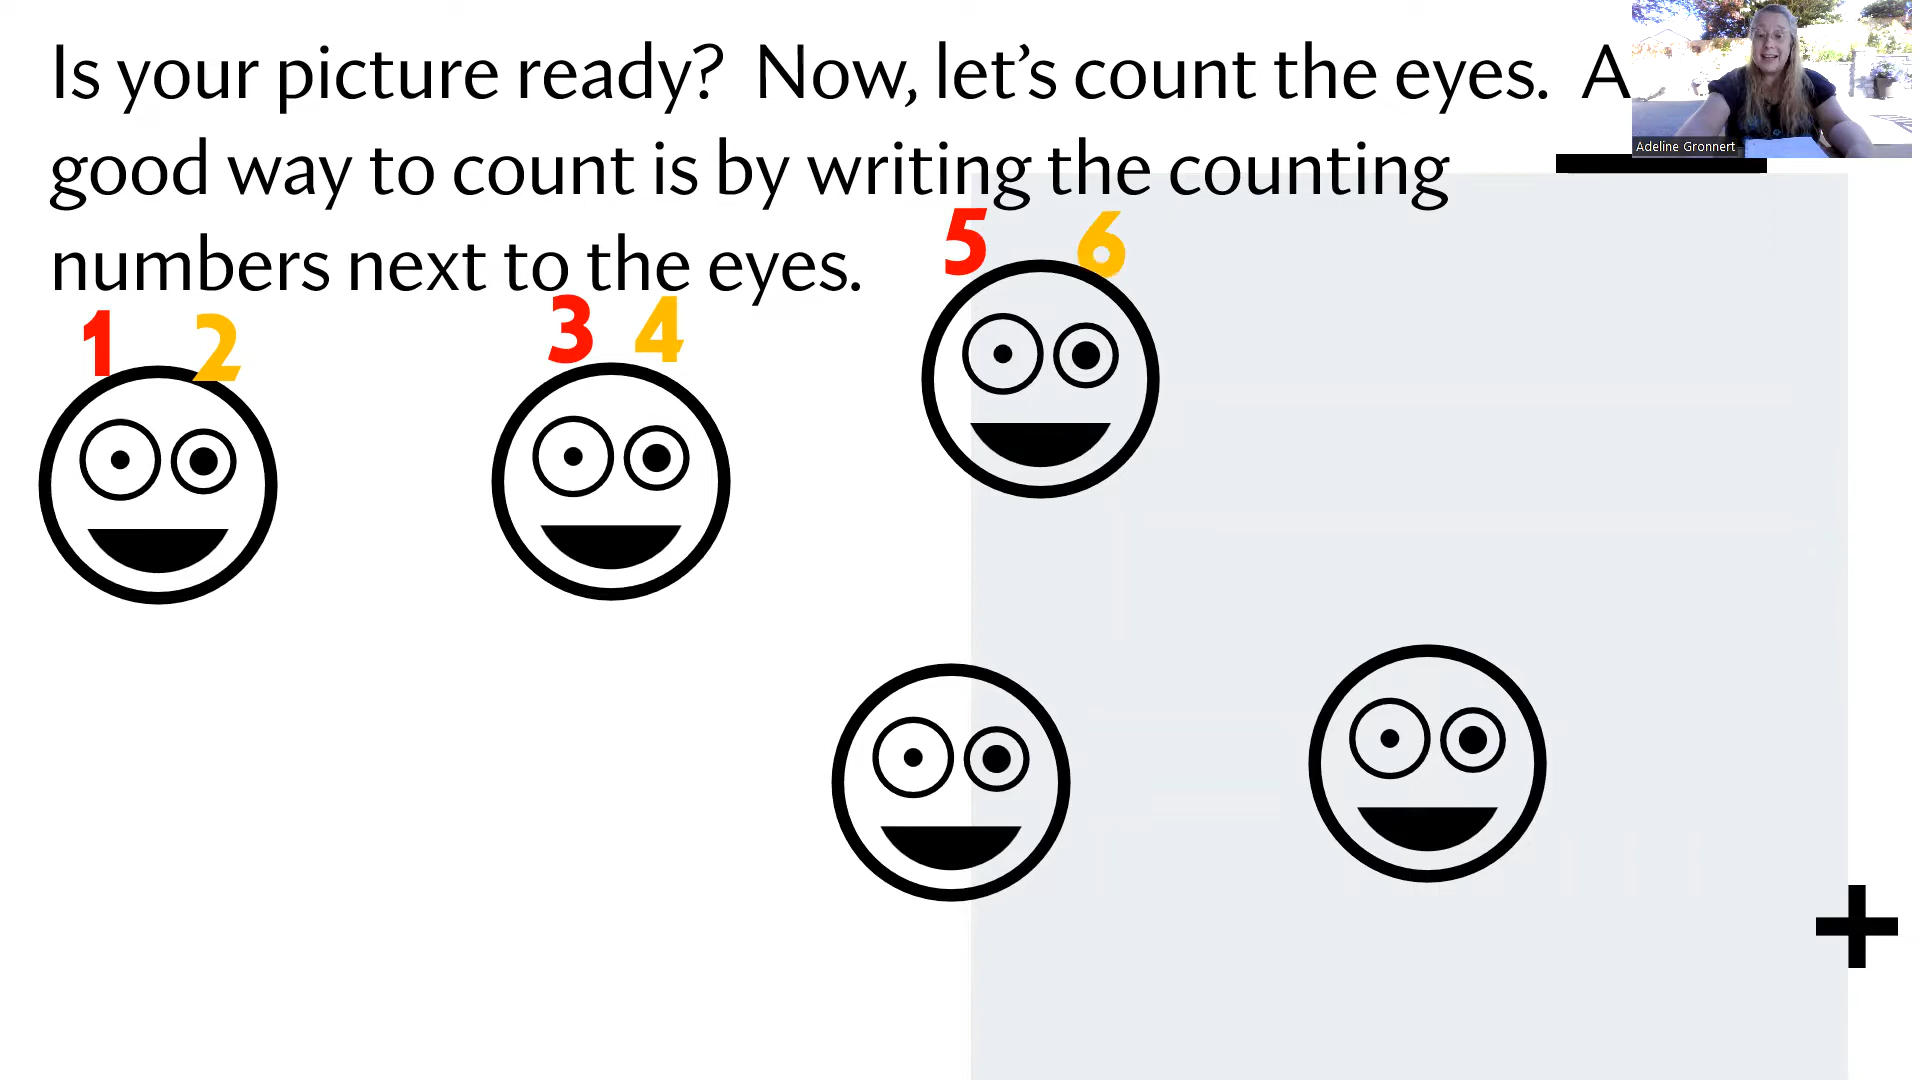 Is your picture ready?  Now, let’s count the eyes.  A
good way to count is by writing the counting
numbers next to the eyes.
1 2 3 4 5 6
Adeline Gronnert